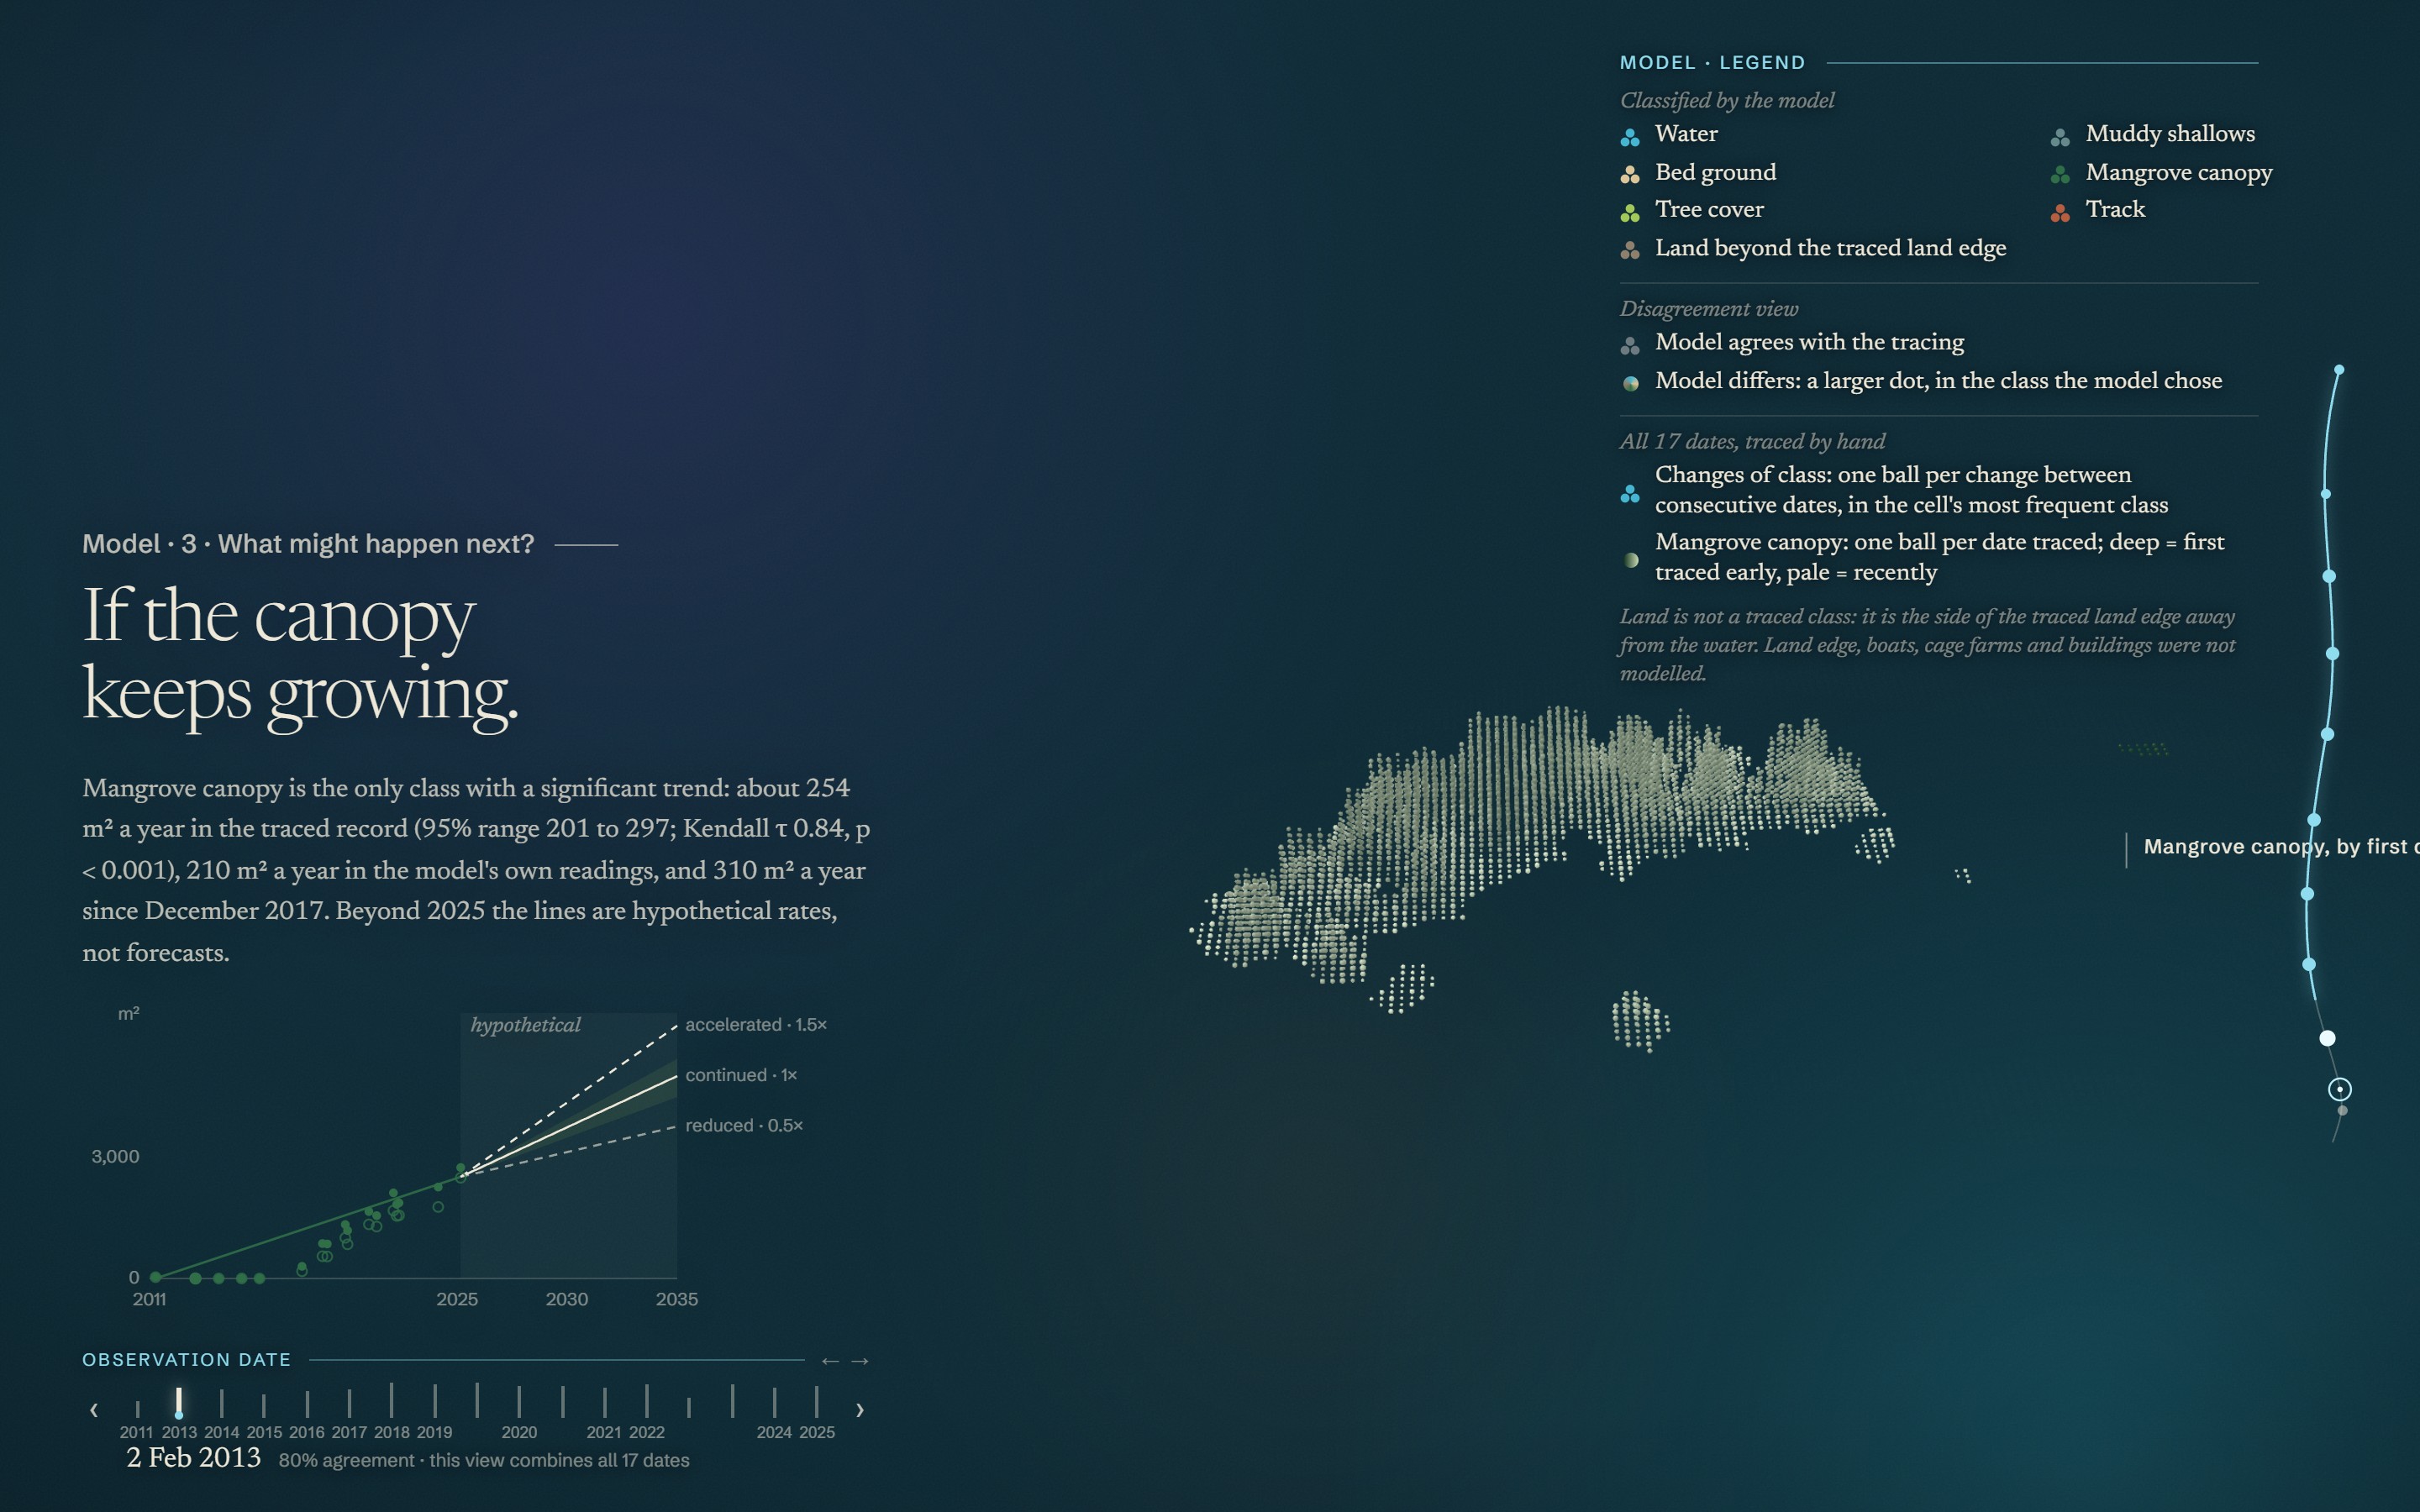 MODEL · LEGEND
Classified by the model
Water
Muddy shallows
Bed ground
Mangrove canopy
Tree cover
Track
Land beyond the traced land edge
Disagreement view
Model agrees with the tracing
Model differs: a larger dot, in the class the model chose
All 17 dates, traced by hand
Changes of class: one ball per change between
consecutive dates, in the cell's most frequent class
Mangrove canopy: one ball per date traced; deep = first
traced early, pale = recently
Land is not a traced class: it is the side of the traced land edge away
from the water. Land edge, boats, cage farms and buildings were not
modelled.
Model · 3 · What might happen next?
If the canopy
keeps growing.
Mangrove canopy is the only class with a significant trend: about 254
m² a year in the traced record (95% range 201 to 297; Kendall τ 0.84, p
< 0.001), 210 m² a year in the model's own readings, and 310 m² a year
since December 2017. Beyond 2025 the lines are hypothetical rates,
not forecasts.
Mangrove canopy, by first
m²
hypothetical
accelerated · 1.5×
continued · 1×
reduced · 0.5×
3,000
0
2011 2025 2030 2035
OBSERVATION DATE ← →
‹ ›
2011 2013 2014 2015 2016 2017 2018 2019 2020 2021 2022 2024 2025
2 Feb 2013 80% agreement · this view combines all 17 dates